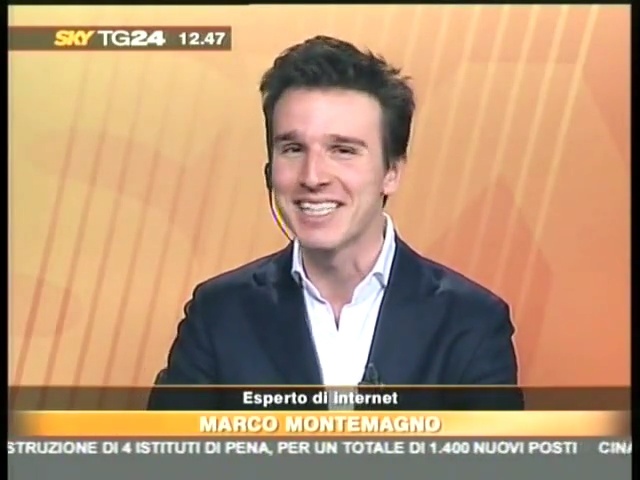 SKY TG24 12.47
Esperto di Internet
MARCO MONTEMAGNO
STRUZIONE DI 4 ISTITUTI DI PENA, PER UN TOTALE DI 1.400 NUOVI POSTI CINA